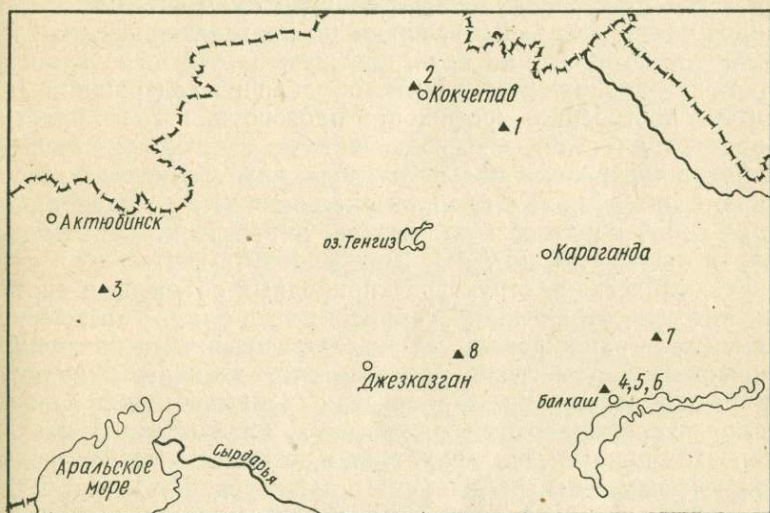 2
Кокчетав
1
Актюбинск
оз. Тенгиз
Караганда
3
7
8
Джезказган
4, 5, 6
Балхаш
Аральское
море
Сырдарья